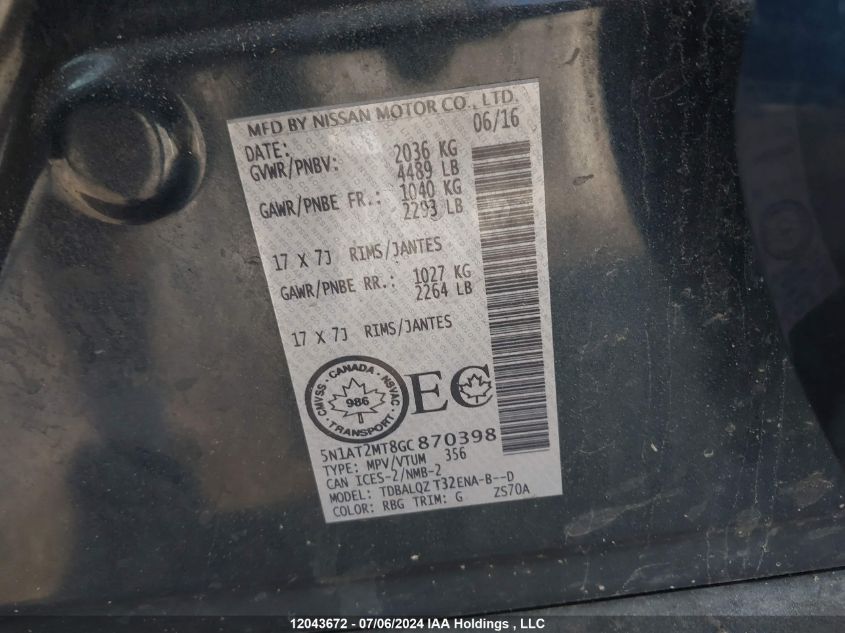 MFD BY NISSAN MOTOR CO., LTD.
DATE: 06/16
GVWR/PNBV: 2036 KG
4489 LB
GAWR/PNBE FR.: 1040 KG
2293 LB
17 X 7J RIMS/JANTES
GAWR/PNBE RR.: 1027 KG
2264 LB
17 X 7J RIMS/JANTES
CMVSS · CANADA · NSVAC
986
· TRANSPORT ·
EC
5N1AT2MT8GC870398
TYPE: MPV/VTUM 356
CAN ICES-2/NMB-2
MODEL: TDBALQZ T32ENA-B--D
COLOR: RBG TRIM: G ZS70A
12043672 - 07/06/2024 IAA Holdings, LLC